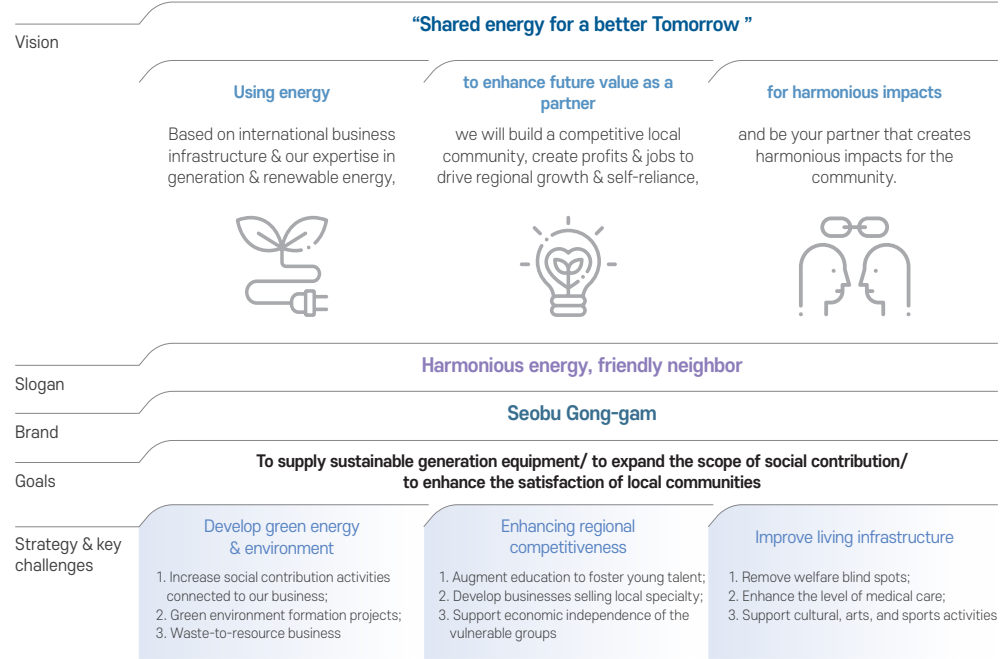 Vision
“Shared energy for a better Tomorrow ”
Using energy
Based on international business
infrastructure & our expertise in
generation & renewable energy,
to enhance future value as a
partner
we will build a competitive local
community, create profits & jobs to
drive regional growth & self-reliance,
for harmonious impacts
and be your partner that creates
harmonious impacts for the
community.
Slogan
Harmonious energy, friendly neighbor
Brand
Seobu Gong-gam
Goals
To supply sustainable generation equipment/ to expand the scope of social contribution/
to enhance the satisfaction of local communities
Strategy & key
challenges
Develop green energy
& environment
1. Increase social contribution activities
connected to our business;
2. Green environment formation projects;
3. Waste-to-resource business
Enhancing regional
competitiveness
1. Augment education to foster young talent;
2. Develop businesses selling local specialty;
3. Support economic independence of the
vulnerable groups
Improve living infrastructure
1. Remove welfare blind spots;
2. Enhance the level of medical care;
3. Support cultural, arts, and sports activities